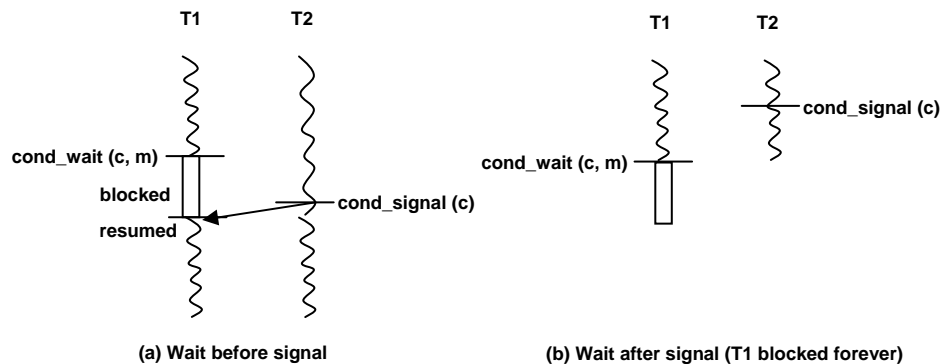 T1 T2
cond_wait (c, m)
blocked
resumed
cond_signal (c)
(a) Wait before signal
T1 T2
cond_signal (c)
cond_wait (c, m)
(b) Wait after signal (T1 blocked forever)